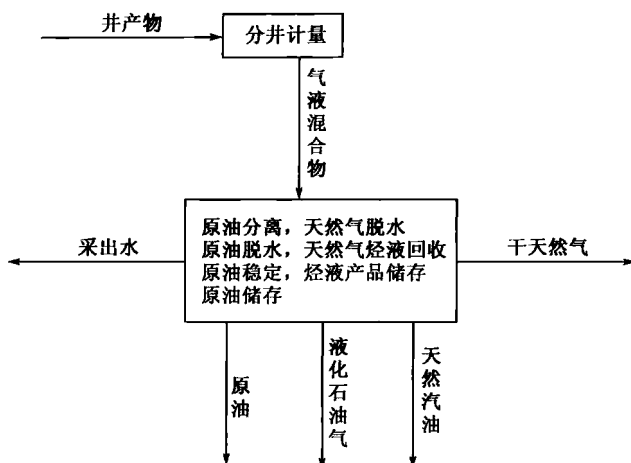 井产物
分井计量
气液混合物
原油分离，天然气脱水
原油脱水，天然气烃液回收
原油稳定，烃液产品储存
原油储存
采出水
干天然气
原油
液化石油气
天然汽油